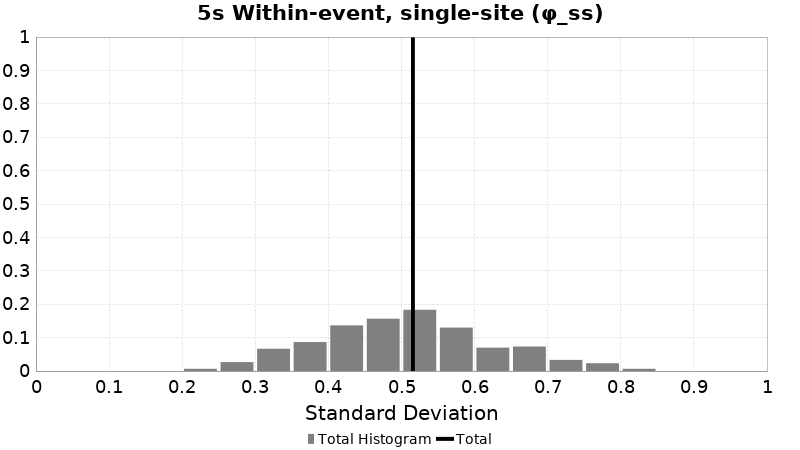 5s Within-event, single-site (φ_ss)
1
0.9
0.8
0.7
0.6
0.5
0.4
0.3
0.2
0.1
0
0 0.1 0.2 0.3 0.4 0.5 0.6 0.7 0.8 0.9 1
Standard Deviation
Total Histogram Total